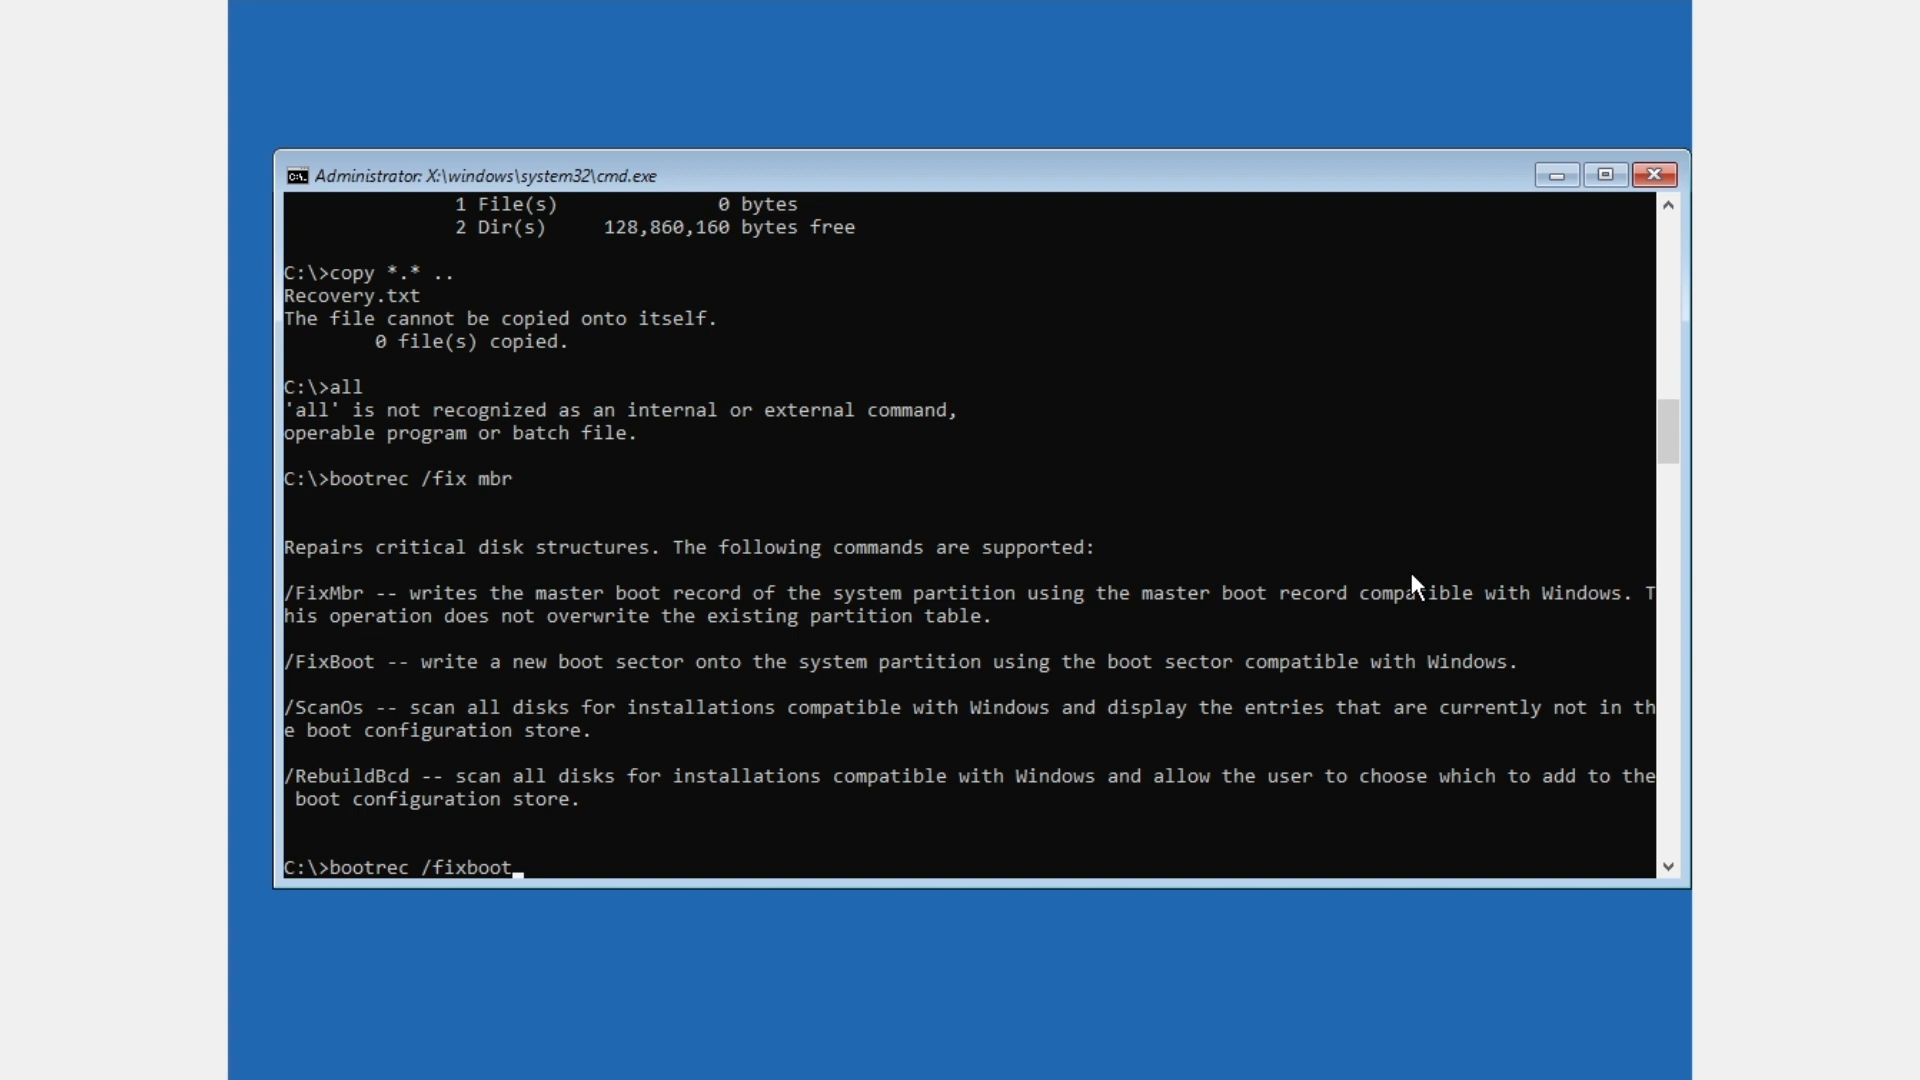 Administrator: X:\windows\system32\cmd.exe
1 File(s) 0 bytes
2 Dir(s) 128,860,160 bytes free
C:\>copy *.* ..
Recovery.txt
The file cannot be copied onto itself.
0 file(s) copied.
C:\>all
'all' is not recognized as an internal or external command,
operable program or batch file.
C:\>bootrec /fix mbr
Repairs critical disk structures. The following commands are supported:
/FixMbr -- writes the master boot record of the system partition using the master boot record compatible with Windows. T
his operation does not overwrite the existing partition table.
/FixBoot -- write a new boot sector onto the system partition using the boot sector compatible with Windows.
/ScanOs -- scan all disks for installations compatible with Windows and display the entries that are currently not in th
e boot configuration store.
/RebuildBcd -- scan all disks for installations compatible with Windows and allow the user to choose which to add to the
boot configuration store.
C:\>bootrec /fixboot